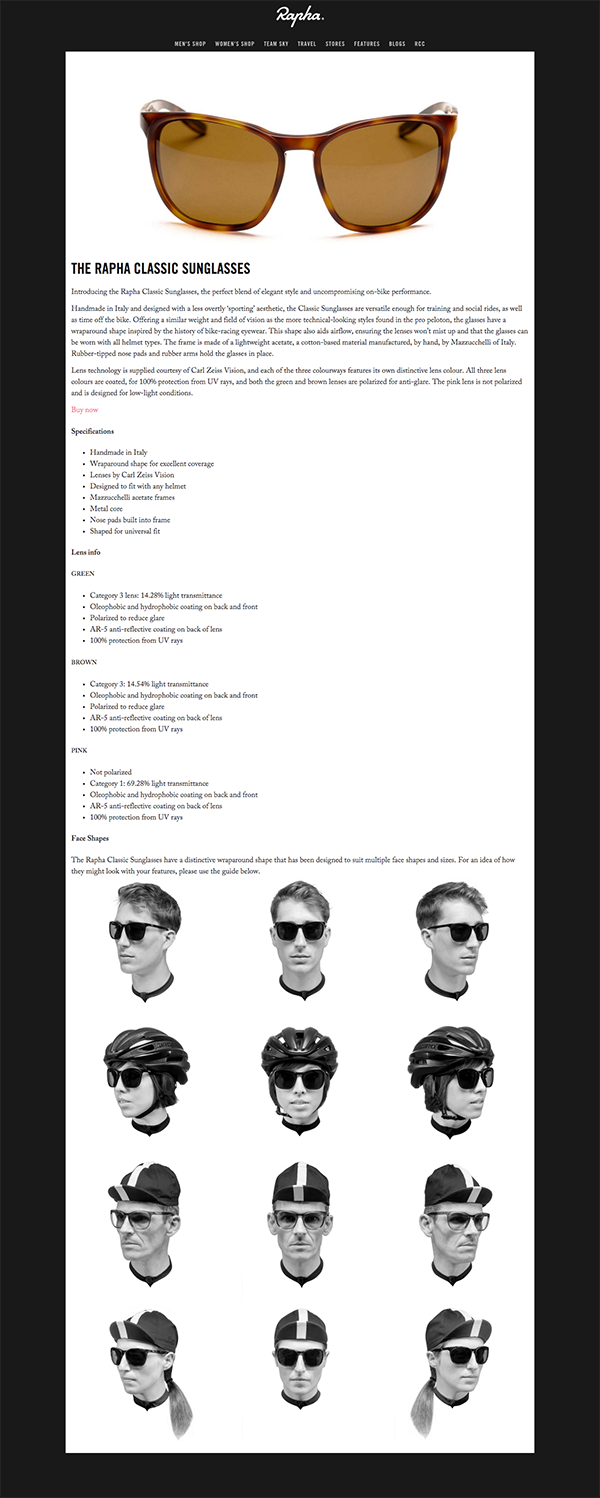 Rapha.
MEN'S SHOP WOMEN'S SHOP TEAM SKY TRAVEL STORES FEATURES BLOGS RCC
THE RAPHA CLASSIC SUNGLASSES
Introducing the Rapha Classic Sunglasses, the perfect blend of elegant style and uncompromising on-bike performance.
Handmade in Italy and designed with a less overtly 'sporting' aesthetic, the Classic Sunglasses are versatile enough for training and social rides, as well
as time off the bike. Offering a similar weight and field of vision as the more technical-looking styles found in the pro peloton, the glasses have a
wraparound shape inspired by the history of bike-racing eyewear. This shape also aids airflow, ensuring the lenses won't mist up and that the glasses can
be worn with all helmet types. The frame is made of a lightweight acetate, a cotton-based material manufactured, by hand, by Mazzucchelli of Italy.
Rubber-tipped nose pads and rubber arms hold the glasses in place.
Lens technology is supplied courtesy of Carl Zeiss Vision, and each of the three colourways features its own distinctive lens colour. All three lens
colours are coated, for 100% protection from UV rays, and both the green and brown lenses are polarized for anti-glare. The pink lens is not polarized
and is designed for low-light conditions.
Buy now
Specifications
• Handmade in Italy
• Wraparound shape for excellent coverage
• Lenses by Carl Zeiss Vision
• Designed to fit with any helmet
• Mazzucchelli acetate frames
• Metal core
• Nose pads built into frame
• Shaped for universal fit
Lens info
GREEN
• Category 3 lens: 14.28% light transmittance
• Oleophobic and hydrophobic coating on back and front
• Polarized to reduce glare
• AR-5 anti-reflective coating on back of lens
• 100% protection from UV rays
BROWN
• Category 3: 14.54% light transmittance
• Oleophobic and hydrophobic coating on back and front
• Polarized to reduce glare
• AR-5 anti-reflective coating on back of lens
• 100% protection from UV rays
PINK
• Not polarized
• Category 1: 69.28% light transmittance
• Oleophobic and hydrophobic coating on back and front
• AR-5 anti-reflective coating on back of lens
• 100% protection from UV rays
Face Shapes
The Rapha Classic Sunglasses have a distinctive wraparound shape that has been designed to suit multiple face shapes and sizes. For an idea of how
they might look with your features, please use the guide below.